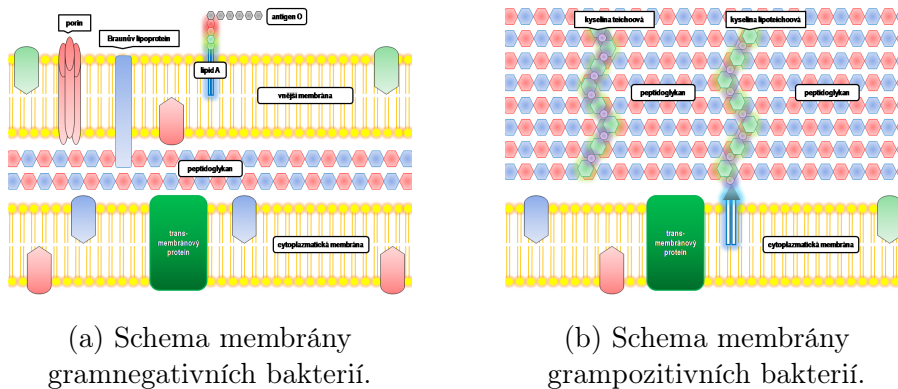 porin
Braunův lipoprotein
antigen O
lipid A
vnější membrána
peptidoglykan
trans-
membránový
protein
cytoplazmatická membrána
(a) Schema membrány
gramnegativních bakterií.
kyselina teichoová
kyselina lipoteichoová
peptidoglykan
peptidoglykan
trans-
membránový
protein
cytoplazmatická membrána
(b) Schema membrány
grampozitivních bakterií.